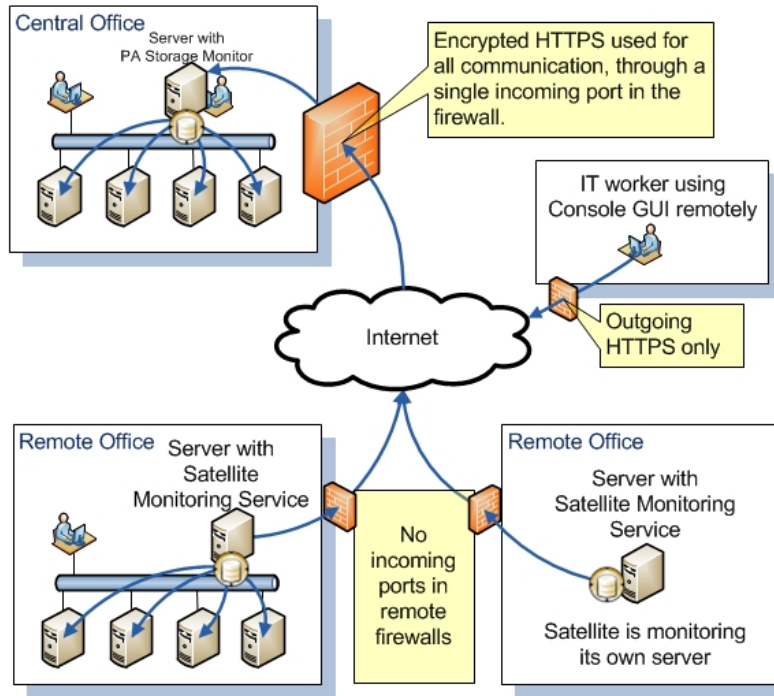 Central Office
Server with
PA Storage Monitor
Encrypted HTTPS used for
all communication, through a
single incoming port in the
firewall.
IT worker using
Console GUI remotely
Outgoing
HTTPS only
Internet
Remote Office
Server with
Satellite
Monitoring Service
No
incoming
ports in
remote
firewalls
Remote Office
Server with
Satellite Monitoring
Service
Satellite is monitoring
its own server